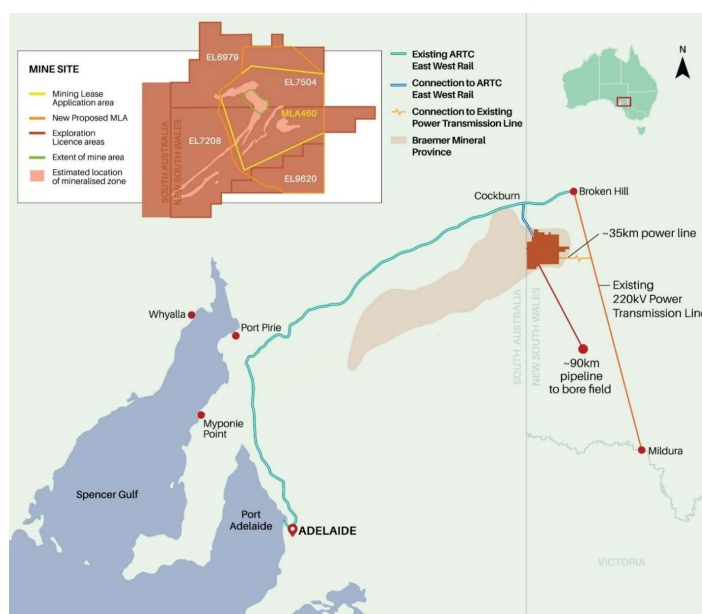 MINE SITE
Mining Lease
Application area
New Proposed MLA
Exploration
Licence areas
Extent of mine area
Estimated location
of mineralised zone
EL6979
EL7504
MLA460
EL7208
EL9620
SOUTH AUSTRALIA
NEW SOUTH WALES
Existing ARTC
East West Rail
Connection to ARTC
East West Rail
Connection to Existing
Power Transmission Line
Braemer Mineral
Province
N
Cockburn
Broken Hill
~35km power line
Existing
220kV Power
Transmission Line
Whyalla
Port Pirie
SOUTH AUSTRALIA
NEW SOUTH WALES
~90km
pipeline
to bore field
Myponie
Point
Mildura
Spencer Gulf
Port
Adelaide
ADELAIDE
VICTORIA